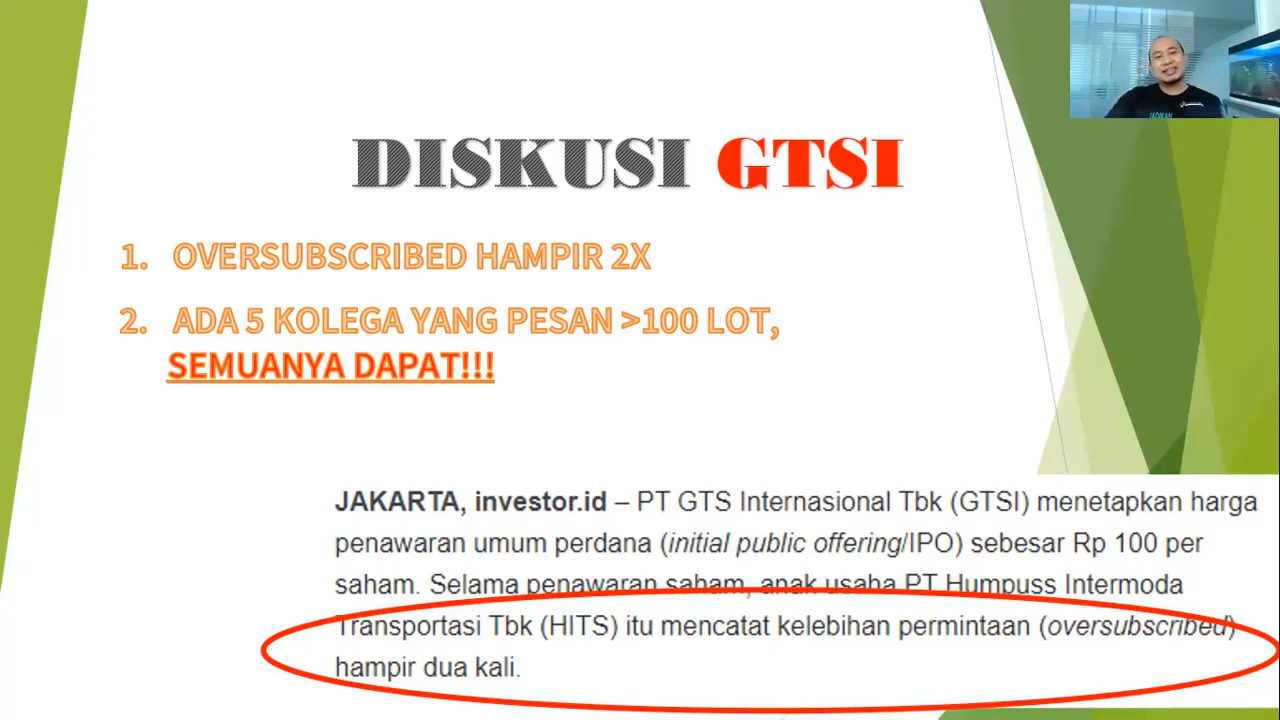 DISKUSI GTSI
1. OVERSUBSCRIBED HAMPIR 2X
2. ADA 5 KOLEGA YANG PESAN >100 LOT,
SEMUANYA DAPAT!!!
JAKARTA, investor.id – PT GTS Internasional Tbk (GTSI) menetapkan harga
penawaran umum perdana (initial public offering/IPO) sebesar Rp 100 per
saham. Selama penawaran saham, anak usaha PT Humpuss Intermoda
Transportasi Tbk (HITS) itu mencatat kelebihan permintaan (oversubscribed)
hampir dua kali.